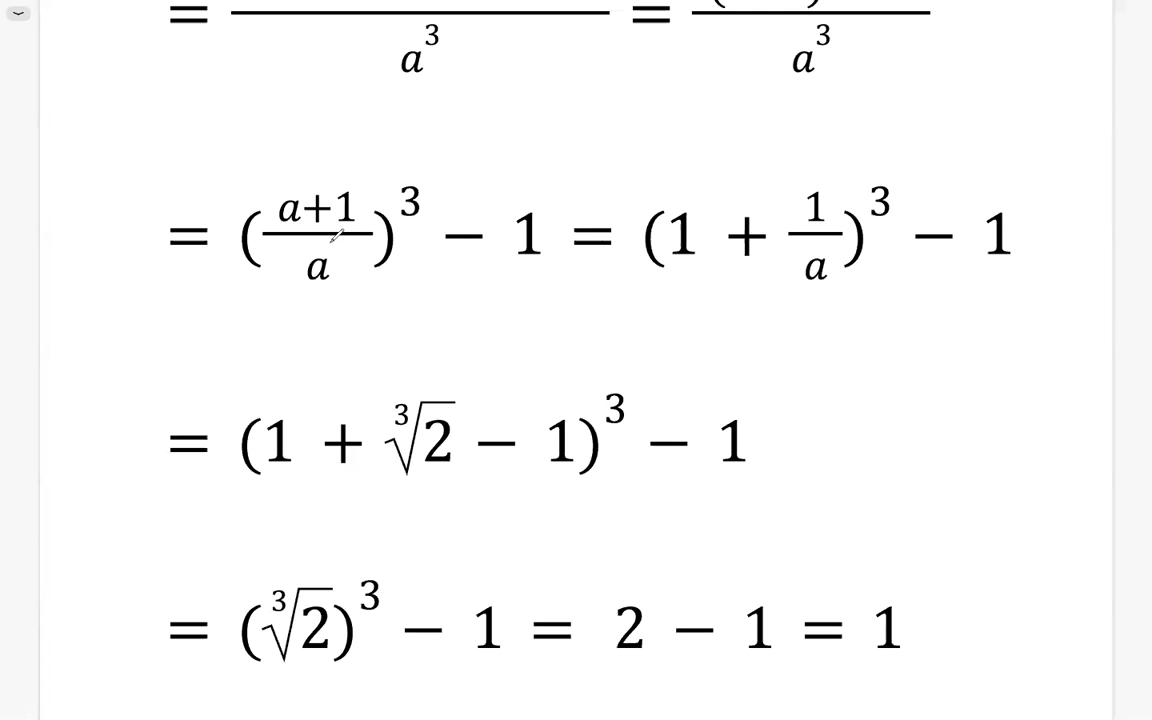 = ——— a³ = ——— a³
= (a+1/a)³ − 1 = (1 + 1/a)³ − 1
= (1 + ∛2 − 1)³ − 1
= (∛2)³ − 1 = 2 − 1 = 1